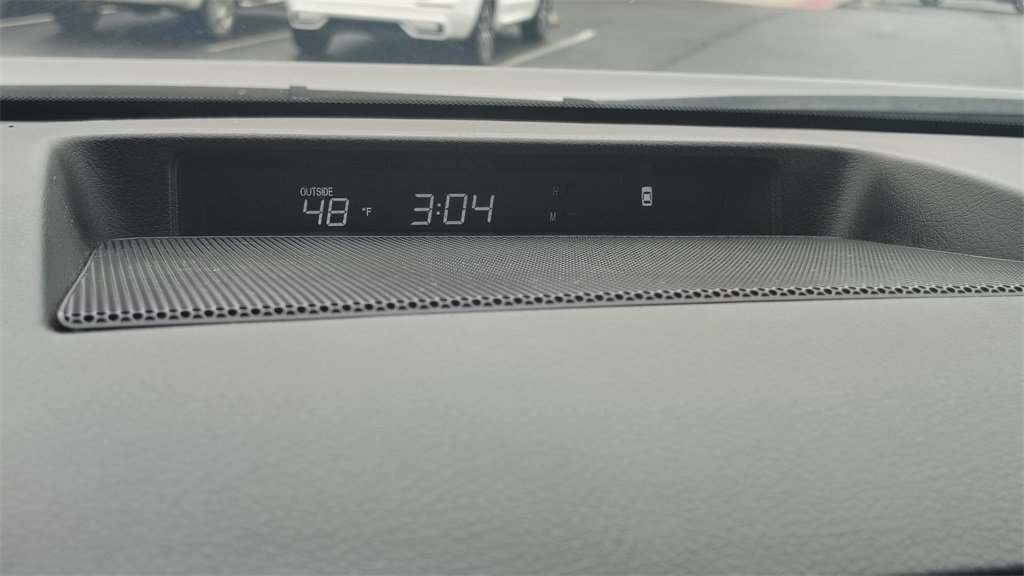 OUTSIDE
48 °F 3:04 H
M